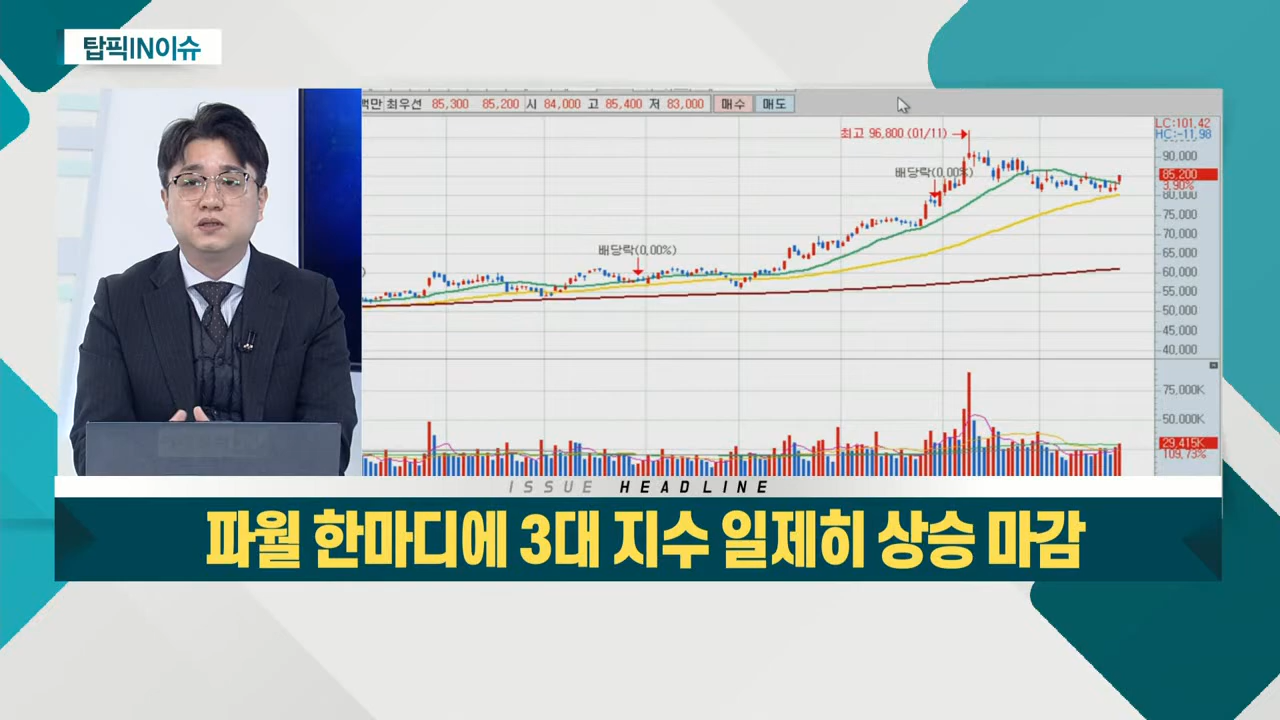 탑픽IN이슈
백만 최우선 85,300 85,200 시 84,000 고 85,400 저 83,000 매수 매도
최고 96,800 (01/11)
LC:101.42
HC:-11.98
90,000
배당락(0,00%)
85,200
3.90%
80,000
75,000
70,000
배당락(0,00%)
65,000
60,000
55,000
50,000
45,000
40,000
75,000K
50,000K
29,415K
109.73%
ISSUE HEADLINE
파월 한마디에 3대 지수 일제히 상승 마감